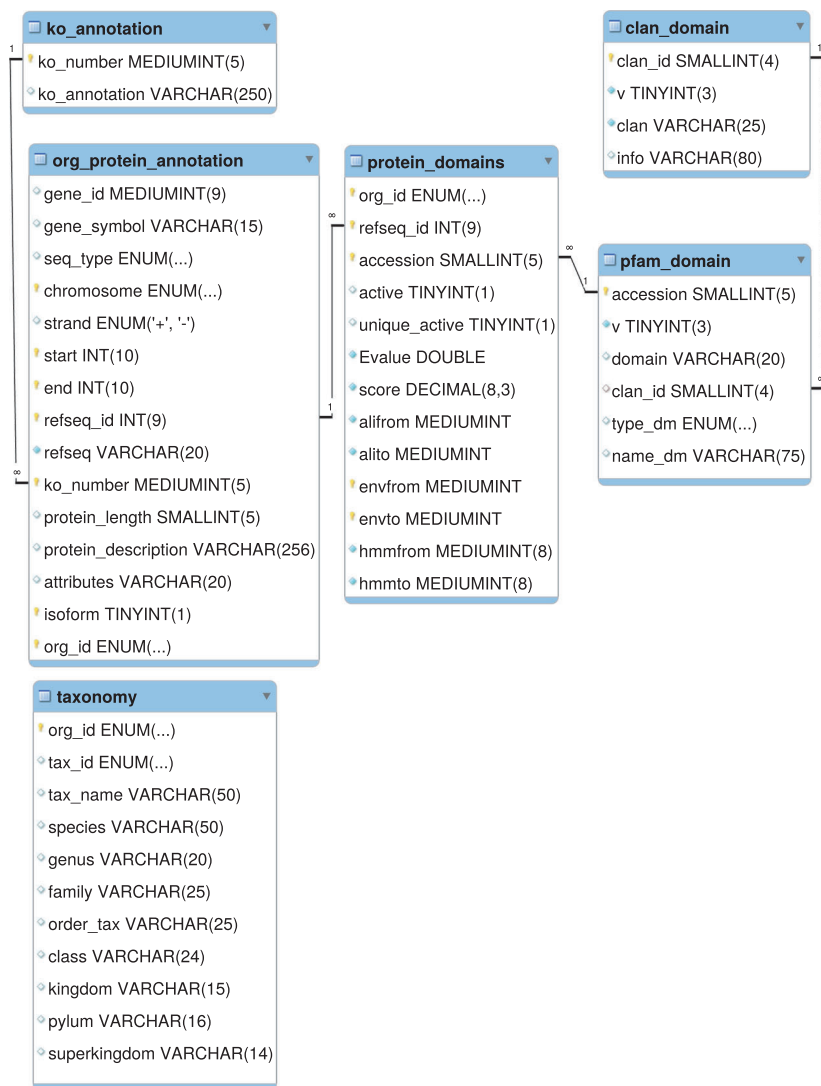 ko_annotation
ko_number MEDIUMINT(5)
ko_annotation VARCHAR(250)
1
∞
org_protein_annotation
gene_id MEDIUMINT(9)
gene_symbol VARCHAR(15)
seq_type ENUM(...)
chromosome ENUM(...)
strand ENUM('+', '-')
start INT(10)
end INT(10)
refseq_id INT(9)
refseq VARCHAR(20)
ko_number MEDIUMINT(5)
protein_length SMALLINT(5)
protein_description VARCHAR(256)
attributes VARCHAR(20)
isoform TINYINT(1)
org_id ENUM(...)
1
∞
protein_domains
org_id ENUM(...)
refseq_id INT(9)
accession SMALLINT(5)
active TINYINT(1)
unique_active TINYINT(1)
Evalue DOUBLE
score DECIMAL(8,3)
alifrom MEDIUMINT
alito MEDIUMINT
envfrom MEDIUMINT
envto MEDIUMINT
hmmfrom MEDIUMINT(8)
hmmto MEDIUMINT(8)
∞
1
clan_domain
clan_id SMALLINT(4)
v TINYINT(3)
clan VARCHAR(25)
info VARCHAR(80)
1
pfam_domain
accession SMALLINT(5)
v TINYINT(3)
domain VARCHAR(20)
clan_id SMALLINT(4)
type_dm ENUM(...)
name_dm VARCHAR(75)
∞
taxonomy
org_id ENUM(...)
tax_id ENUM(...)
tax_name VARCHAR(50)
species VARCHAR(50)
genus VARCHAR(20)
family VARCHAR(25)
order_tax VARCHAR(25)
class VARCHAR(24)
kingdom VARCHAR(15)
pylum VARCHAR(16)
superkingdom VARCHAR(14)